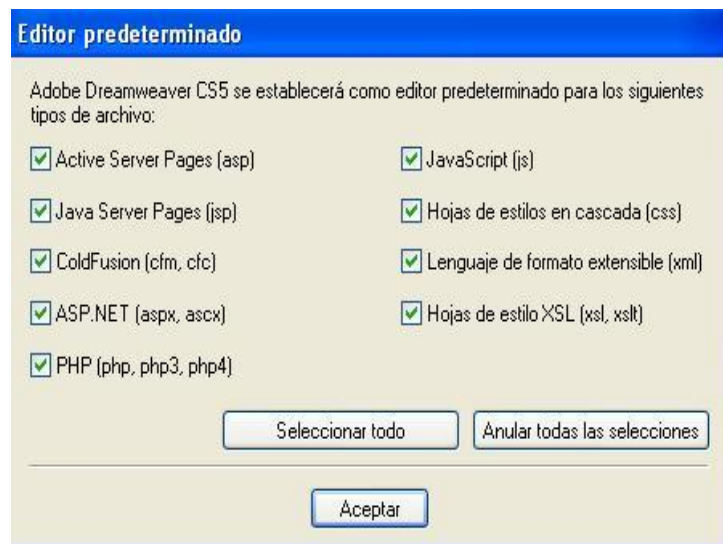 Editor predeterminado
Adobe Dreamweaver CS5 se establecerá como editor predeterminado para los siguientes
tipos de archivo:
Active Server Pages (asp)
JavaScript (js)
Java Server Pages (jsp)
Hojas de estilos en cascada (css)
ColdFusion (cfm, cfc)
Lenguaje de formato extensible (xml)
ASP.NET (aspx, ascx)
Hojas de estilo XSL (xsl, xslt)
PHP (php, php3, php4)
Seleccionar todo
Anular todas las selecciones
Aceptar